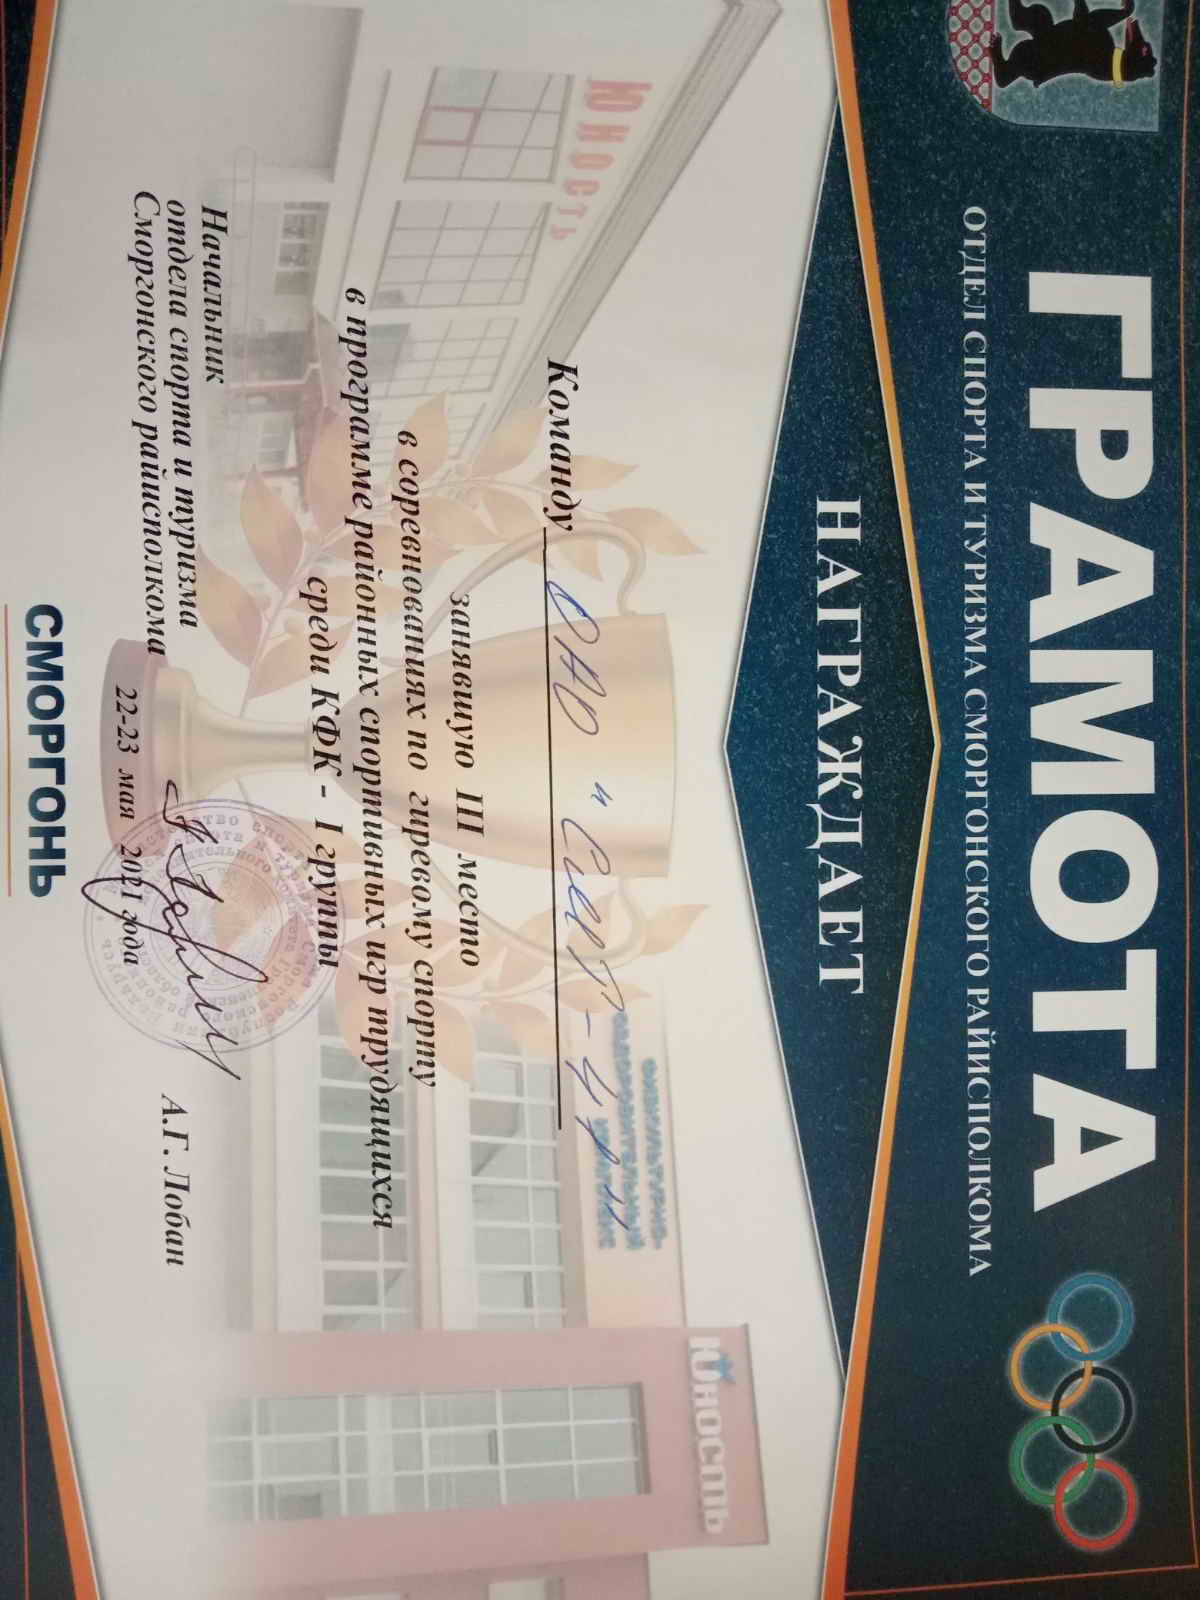 ГРАМОТА
ОТДЕЛ СПОРТА И ТУРИЗМА СМОРГОНСКОГО РАЙИСПОЛКОМА
НАГРАЖДАЕТ
ЮНОСТЬ
ФИЗКУЛЬТУРНО-
ОЗДОРОВИТЕЛЬНЫЙ
ЮНОСТЬ
Команду ОАО
занявшую III место
в соревнованиях по гиревому спорту
в программе районных спортивных игр трудящихся
среди КФК - I группы
Начальник
отдела спорта и туризма
Сморгонского райисполкома
А.Г. Лобан
22-23 мая 2021 года
СМОРГОНЬ